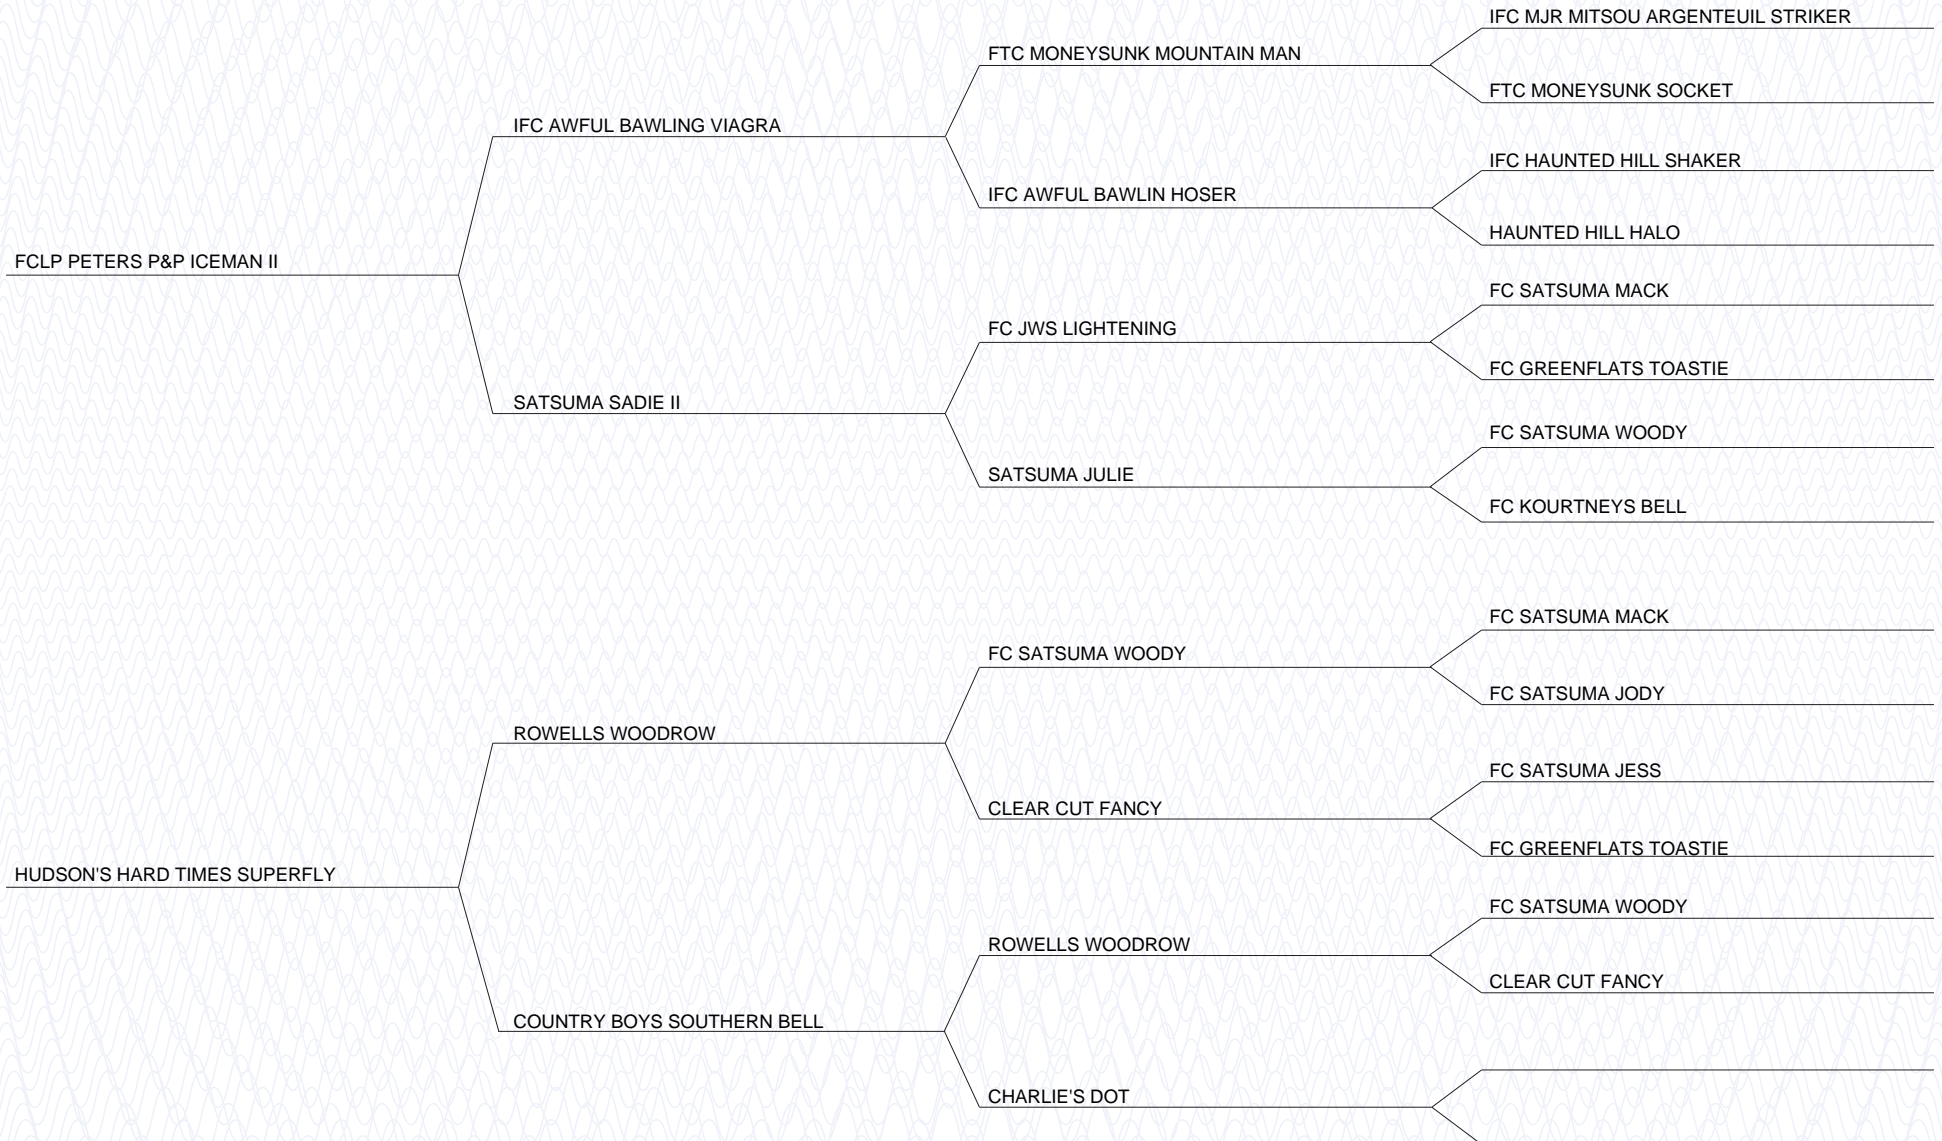 IFC MJR MITSOU ARGENTEUIL STRIKER
FTC MONEYSUNK MOUNTAIN MAN
FTC MONEYSUNK SOCKET
IFC AWFUL BAWLING VIAGRA
IFC HAUNTED HILL SHAKER
IFC AWFUL BAWLIN HOSER
HAUNTED HILL HALO
FCLP PETERS P&P ICEMAN II
FC SATSUMA MACK
FC JWS LIGHTENING
FC GREENFLATS TOASTIE
SATSUMA SADIE II
FC SATSUMA WOODY
SATSUMA JULIE
FC KOURTNEYS BELL
FC SATSUMA MACK
FC SATSUMA WOODY
FC SATSUMA JODY
ROWELLS WOODROW
FC SATSUMA JESS
CLEAR CUT FANCY
FC GREENFLATS TOASTIE
HUDSON'S HARD TIMES SUPERFLY
FC SATSUMA WOODY
ROWELLS WOODROW
CLEAR CUT FANCY
COUNTRY BOYS SOUTHERN BELL
CHARLIE'S DOT